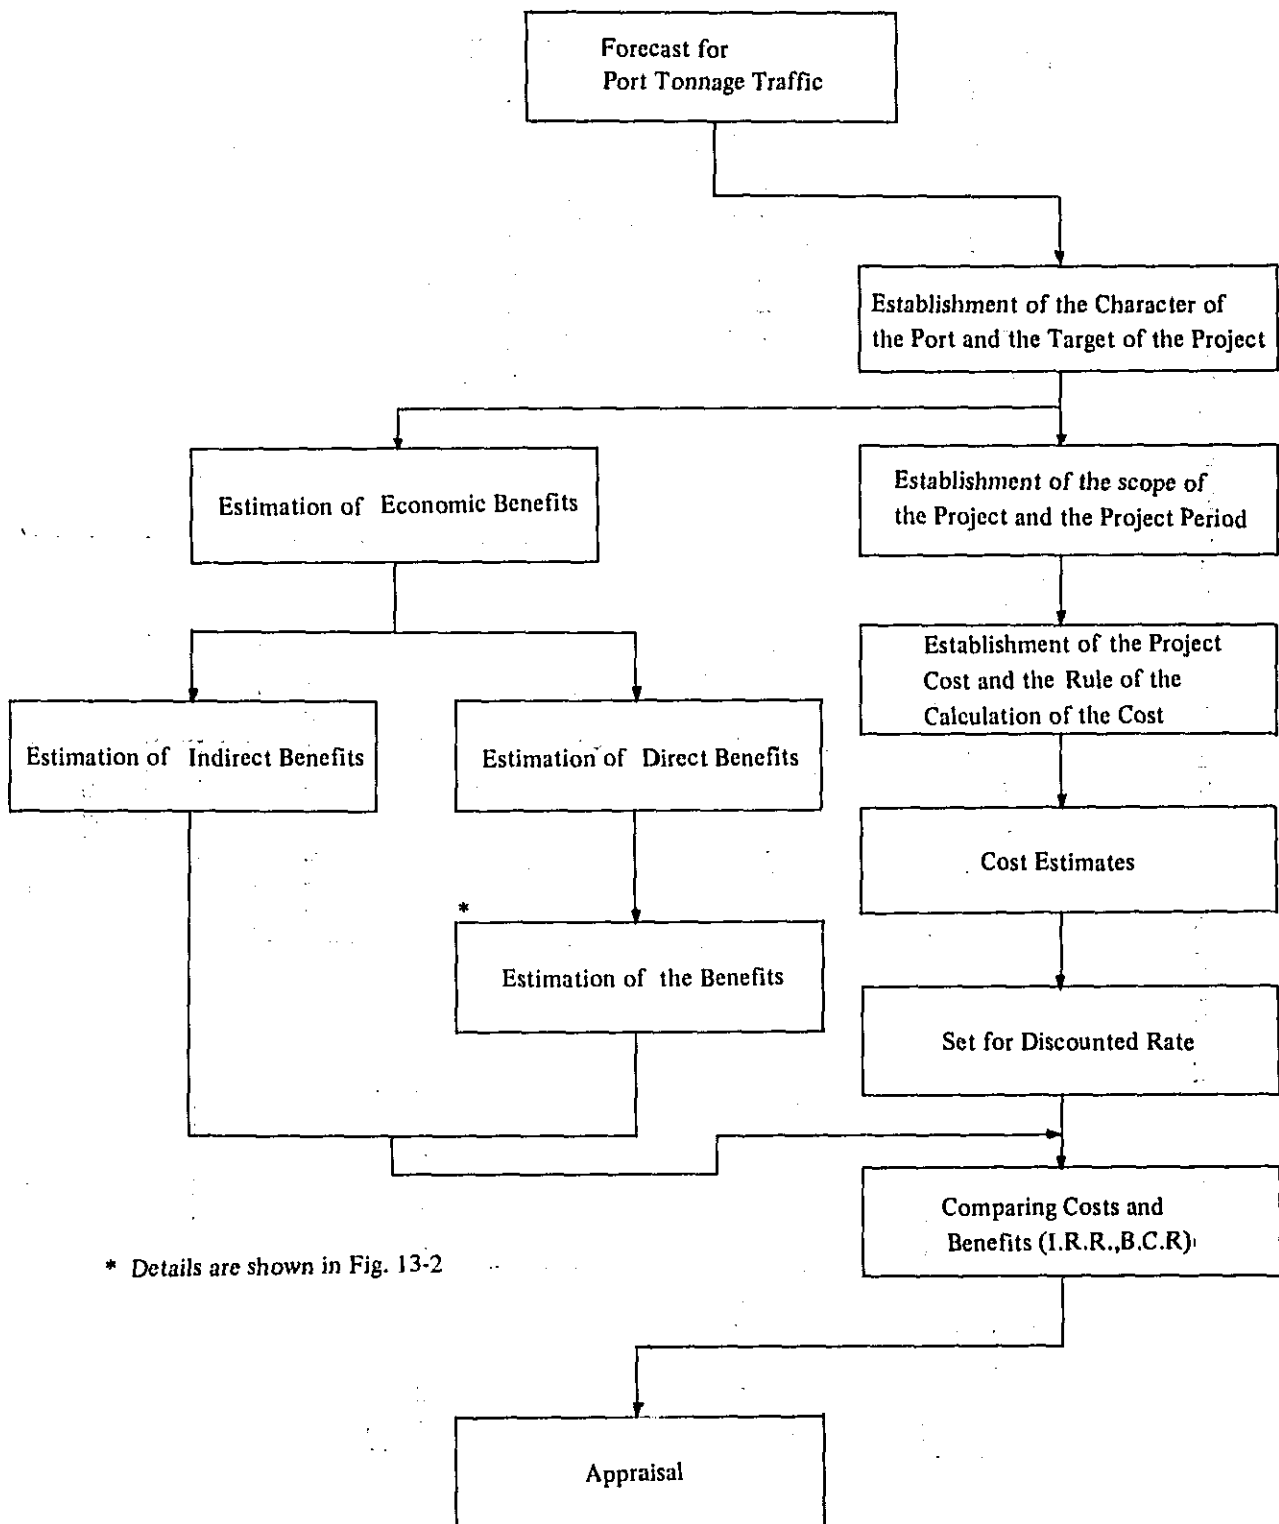 Forecast for
Port Tonnage Traffic
Establishment of the Character of
the Port and the Target of the Project
Estimation of Economic Benefits
Establishment of the scope of
the Project and the Project Period
Establishment of the Project
Cost and the Rule of the
Calculation of the Cost
Estimation of Indirect Benefits
Estimation of Direct Benefits
Cost Estimates
*
Estimation of the Benefits
Set for Discounted Rate
Comparing Costs and
Benefits (I.R.R.,B.C.R)
* Details are shown in Fig. 13-2
Appraisal